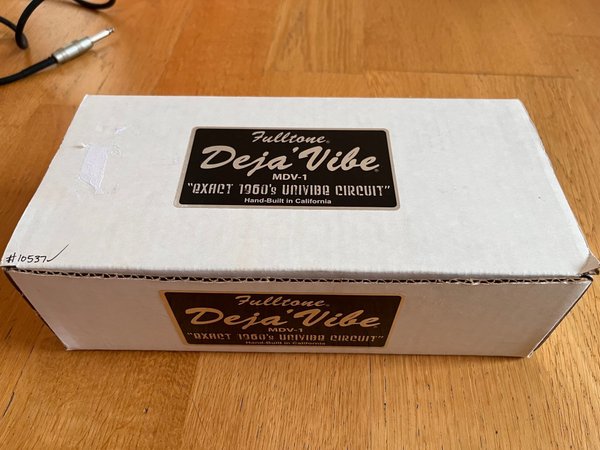 Fulltone®
Deja' Vibe®
MDV-1
"EXACT 1960's UNIVIBE CIRCUIT"
Hand-Built in California
#10537✓
Fulltone®
Deja' Vibe®
MDV-1
"EXACT 1960's UNIVIBE CIRCUIT"
Hand-Built in California